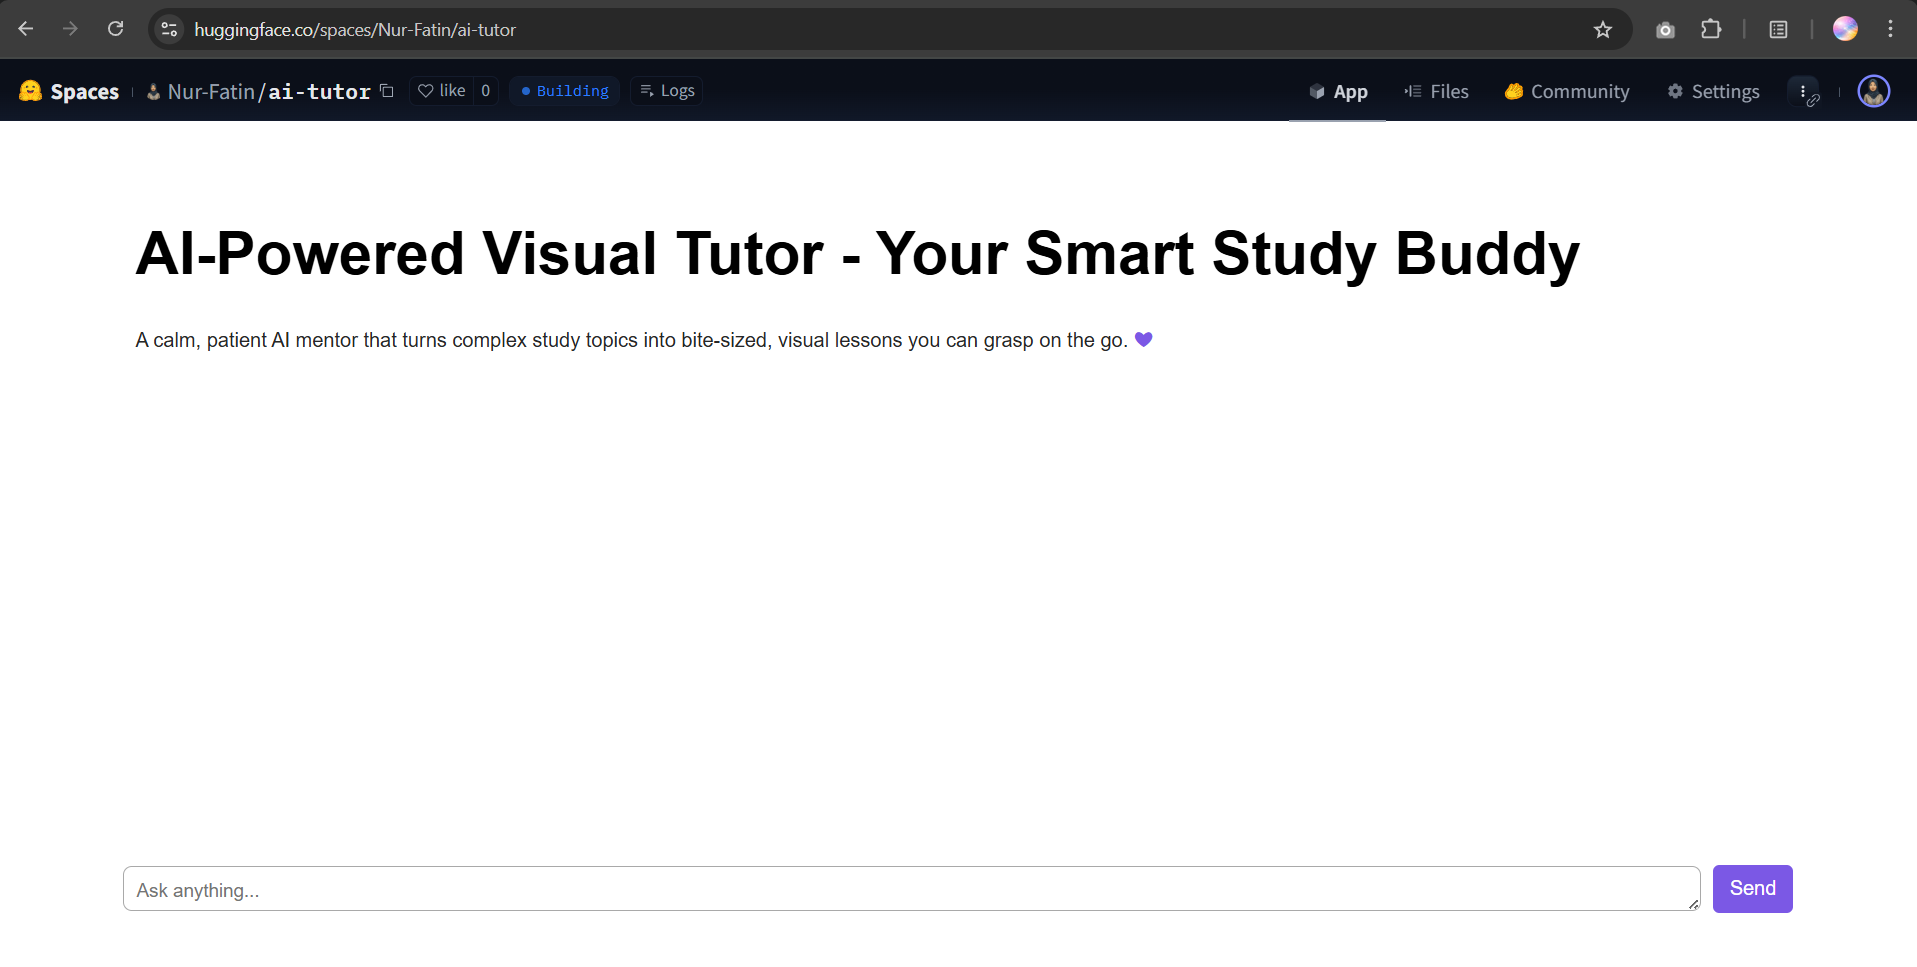 huggingface.co/spaces/Nur-Fatin/ai-tutor
Spaces Nur-Fatin/ai-tutor like 0 Building Logs App Files Community Settings
AI-Powered Visual Tutor - Your Smart Study Buddy
A calm, patient AI mentor that turns complex study topics into bite-sized, visual lessons you can grasp on the go. 💜
Ask anything... Send